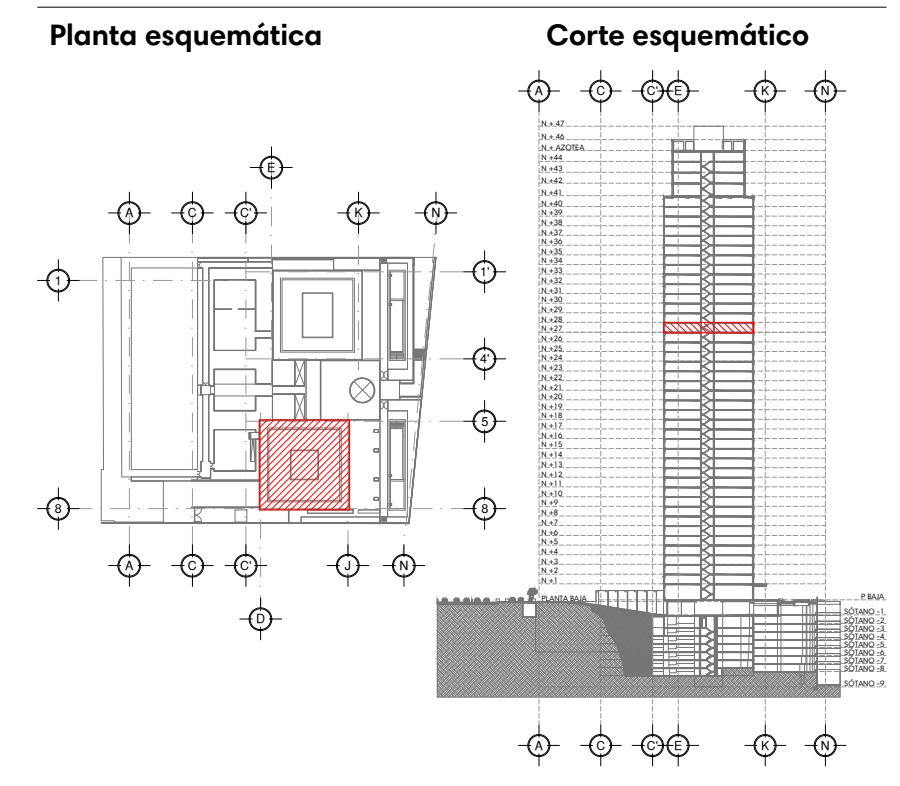 Planta esquemática
Corte esquemático
A C C' E K N
N + 47
N + 46
N + AZOTEA
N +44
N +43
N +42
N +41
N +40
N +39
N +38
N +37
N +36
N +35
N +34
N +33
N +32
N +31
N +30
N +29
N +28
N +27
N +26
N +25
N +24
N +23
N +22
N +21
N +20
N +19
N +18
N +17
N +16
N +15
N +14
N +13
N +12
N +11
N +10
N +9
N +8
N +7
N +6
N +5
N +4
N +3
N +2
N +1
PLANTA BAJA
P BAJA
SÓTANO -1
SÓTANO -2
SÓTANO -3
SÓTANO -4
SÓTANO -5
SÓTANO -6
SÓTANO -7
SÓTANO -8
SÓTANO -9
A C C' E K N
E
A C C' K N
1 1'
4'
5
8 8
A C C' J N
D